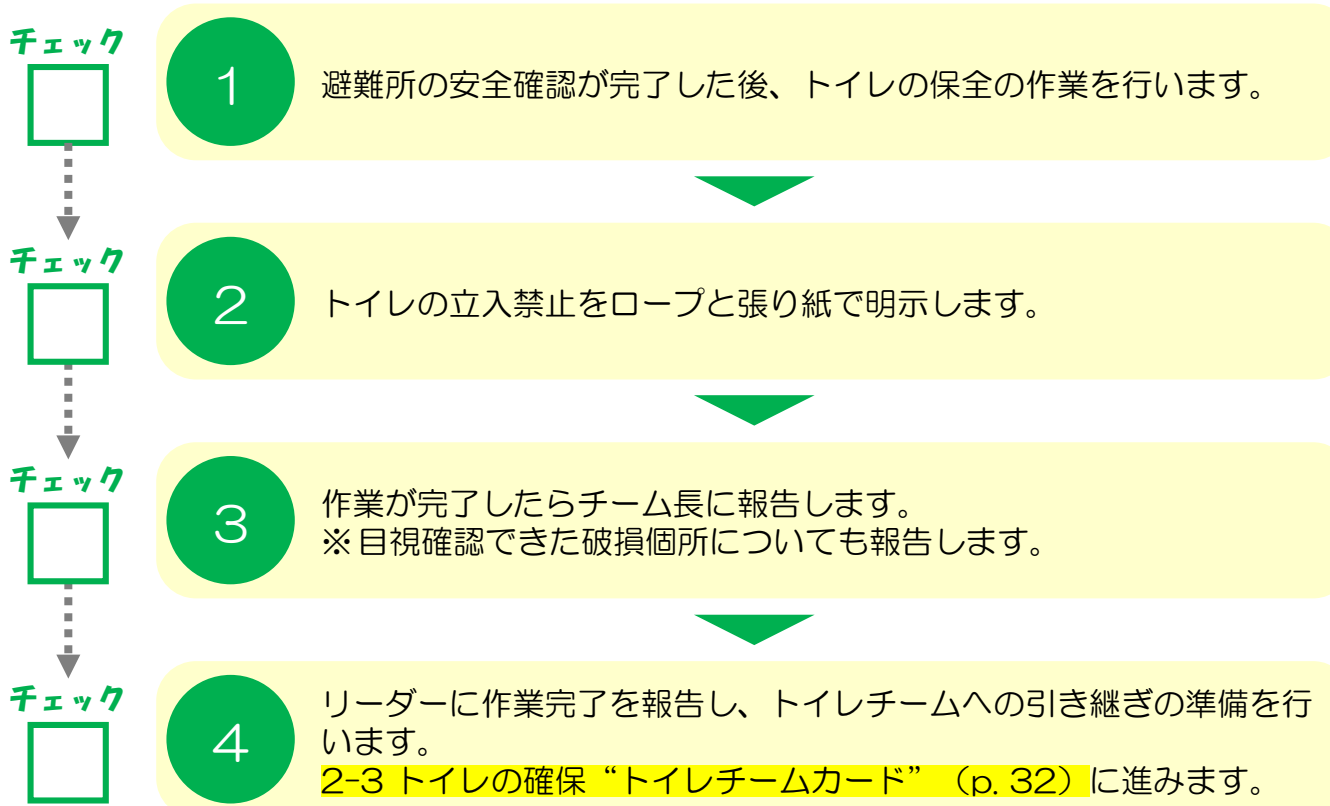 チェック
1
避難所の安全確認が完了した後、トイレの保全の作業を行います。
チェック
2
トイレの立入禁止をロープと張り紙で明示します。
チェック
3
作業が完了したらチーム長に報告します。
※目視確認できた破損個所についても報告します。
チェック
4
リーダーに作業完了を報告し、トイレチームへの引き継ぎの準備を行
います。
2-3 トイレの確保“トイレチームカード”（p. 32）に進みます。